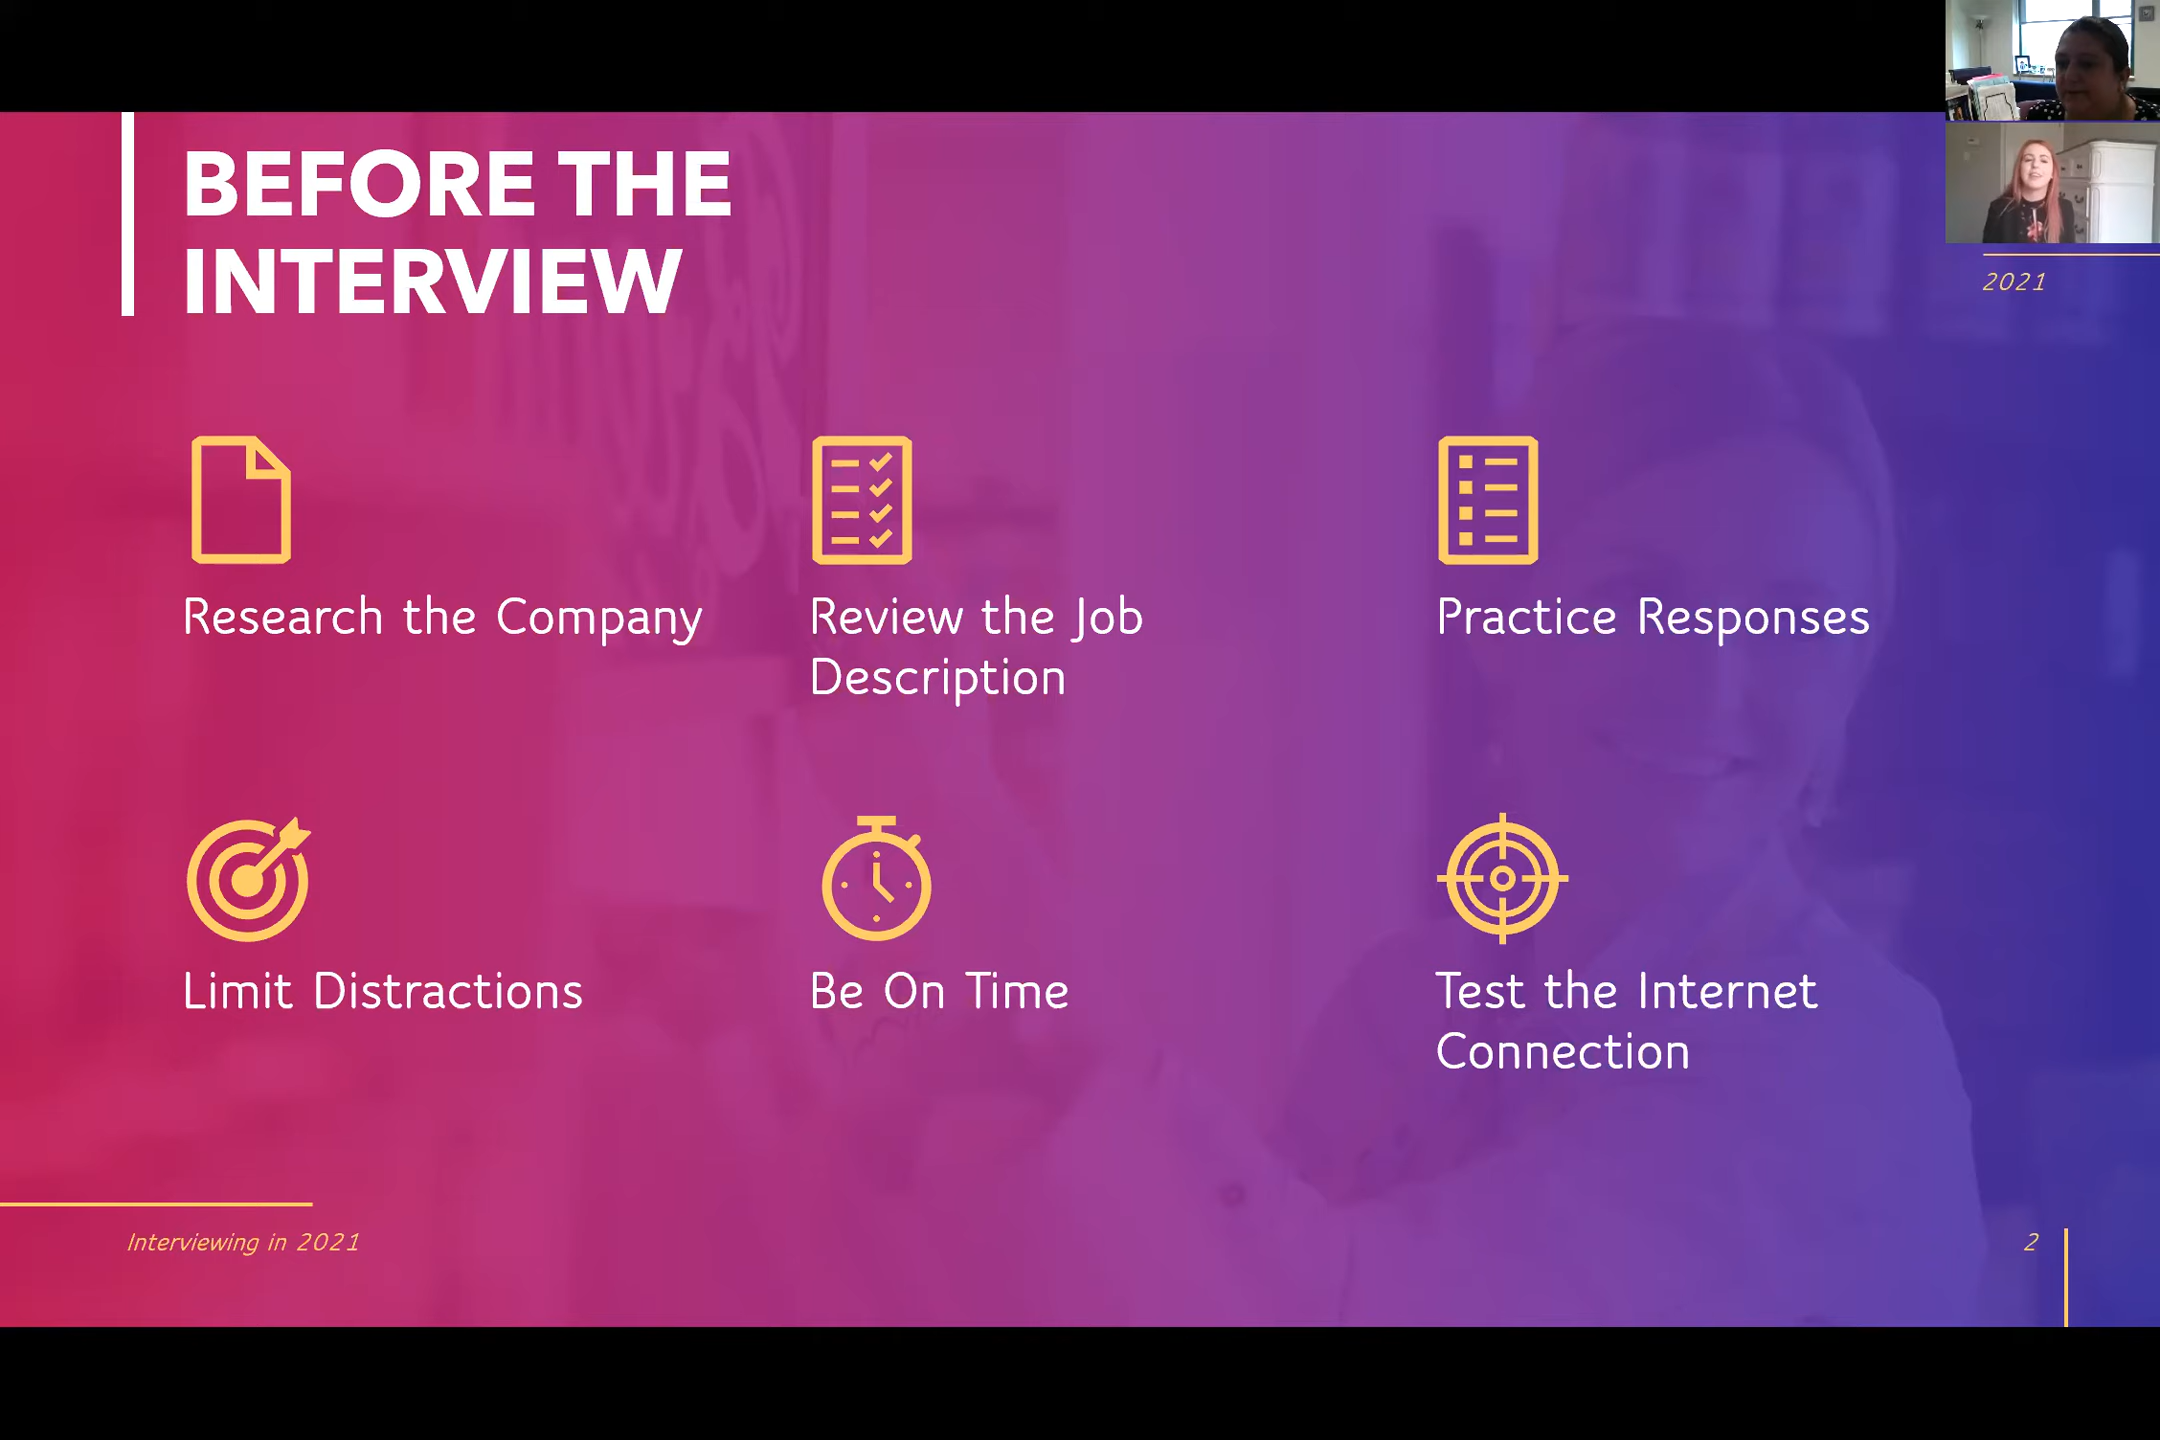 BEFORE THE
INTERVIEW
2021
Research the Company
Review the Job
Description
Practice Responses
Limit Distractions
Be On Time
Test the Internet
Connection
Interviewing in 2021
2